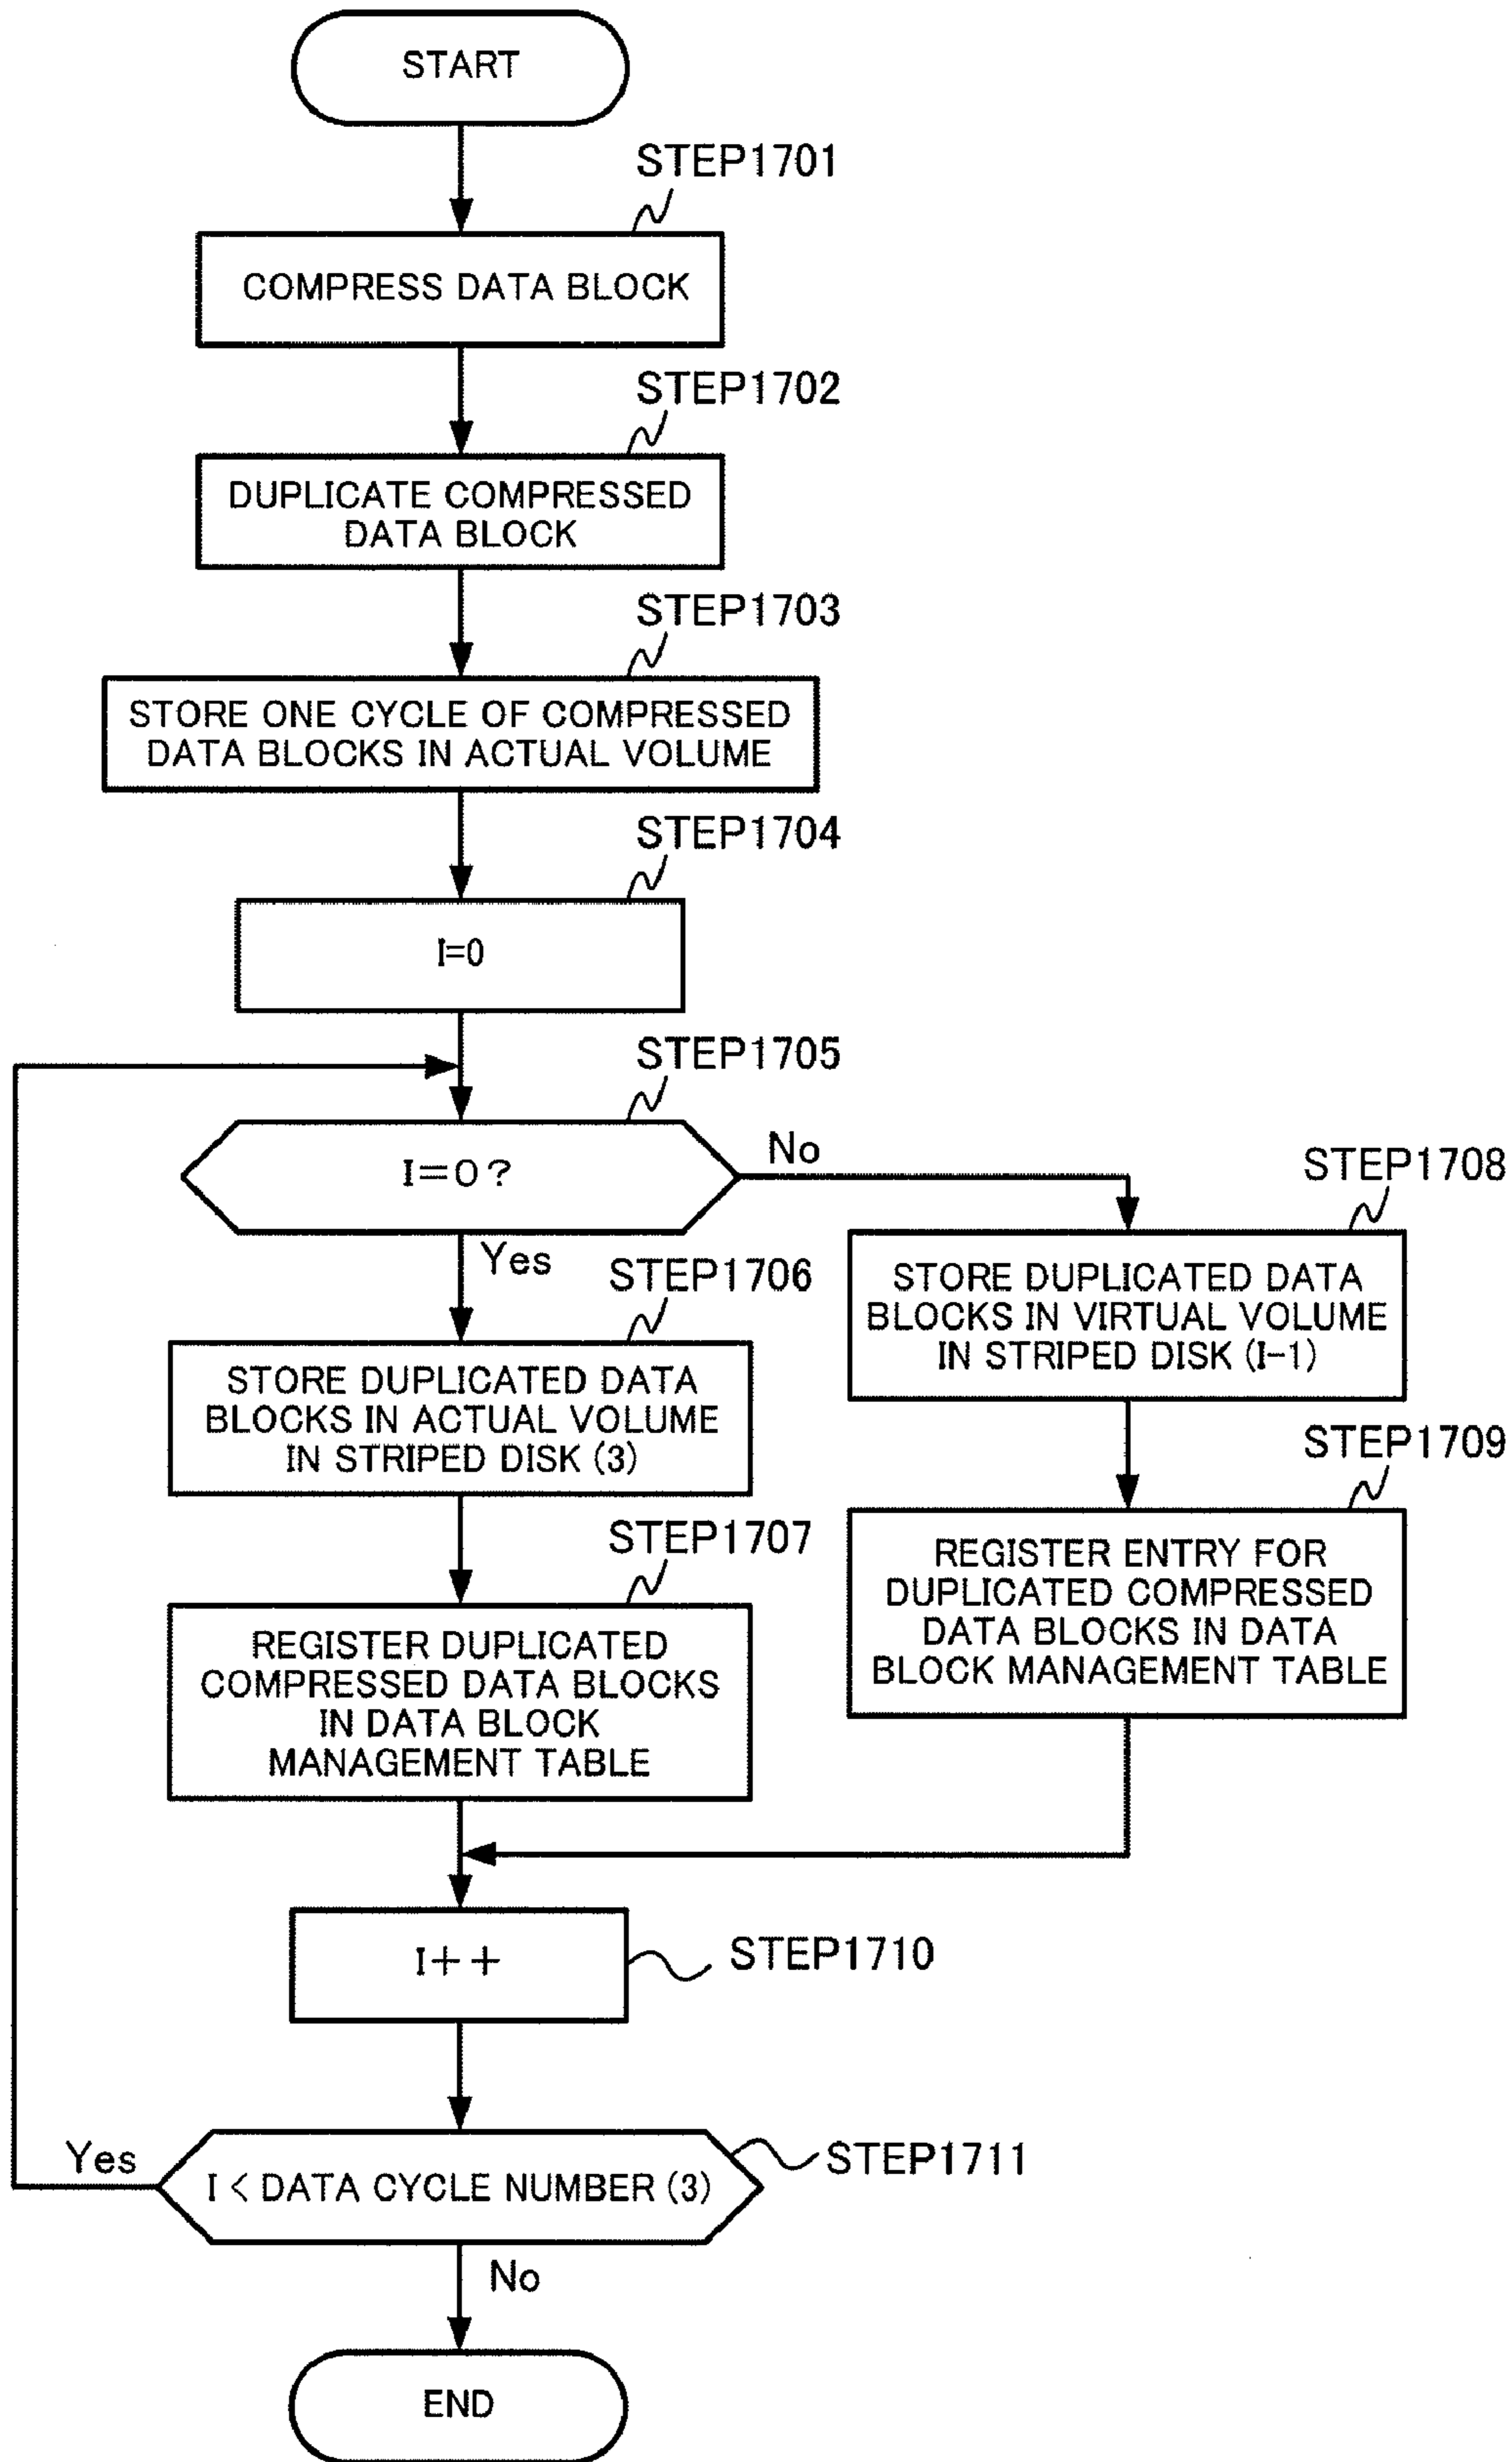 START
STEP1701
COMPRESS DATA BLOCK
STEP1702
DUPLICATE COMPRESSED
DATA BLOCK
STEP1703
STORE ONE CYCLE OF COMPRESSED
DATA BLOCKS IN ACTUAL VOLUME
STEP1704
I=0
STEP1705
I=0?
No
Yes
STEP1706
STORE DUPLICATED DATA
BLOCKS IN ACTUAL VOLUME
IN STRIPED DISK (3)
STEP1707
REGISTER DUPLICATED
COMPRESSED DATA BLOCKS
IN DATA BLOCK
MANAGEMENT TABLE
STEP1708
STORE DUPLICATED DATA
BLOCKS IN VIRTUAL VOLUME
IN STRIPED DISK (I-1)
STEP1709
REGISTER ENTRY FOR
DUPLICATED COMPRESSED
DATA BLOCKS IN DATA
BLOCK MANAGEMENT TABLE
I++
STEP1710
Yes
I < DATA CYCLE NUMBER (3)
STEP1711
No
END